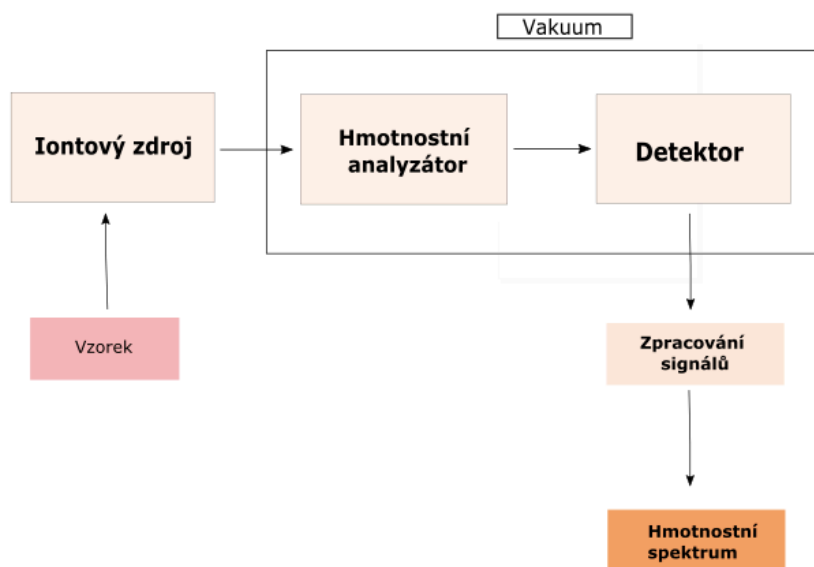 Vakuum
Iontový zdroj
Hmotnostní
analyzátor
Detektor
Vzorek
Zpracování
signálů
Hmotnostní
spektrum